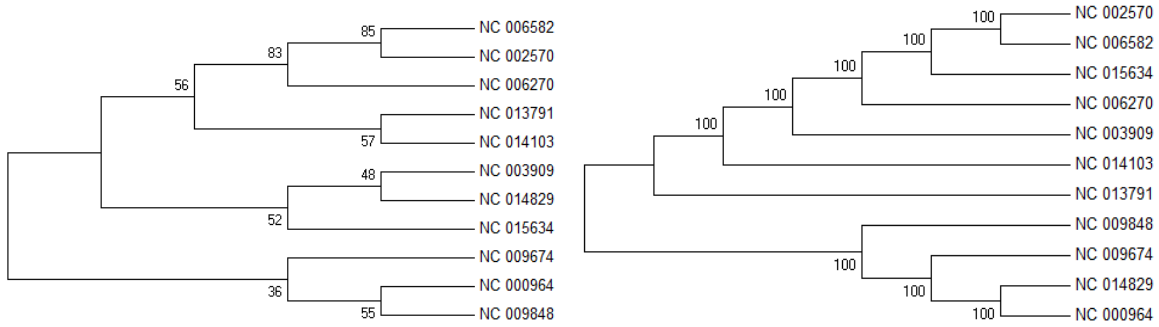 85
NC 006582
NC 002570
83
NC 006270
56
NC 013791
57
NC 014103
48
NC 003909
NC 014829
52
NC 015634
NC 009674
36
NC 000964
55
NC 009848
100
NC 002570
NC 006582
100
NC 015634
100
NC 006270
100
NC 003909
100
NC 014103
NC 013791
NC 009848
100
NC 009674
100
NC 014829
100
NC 000964